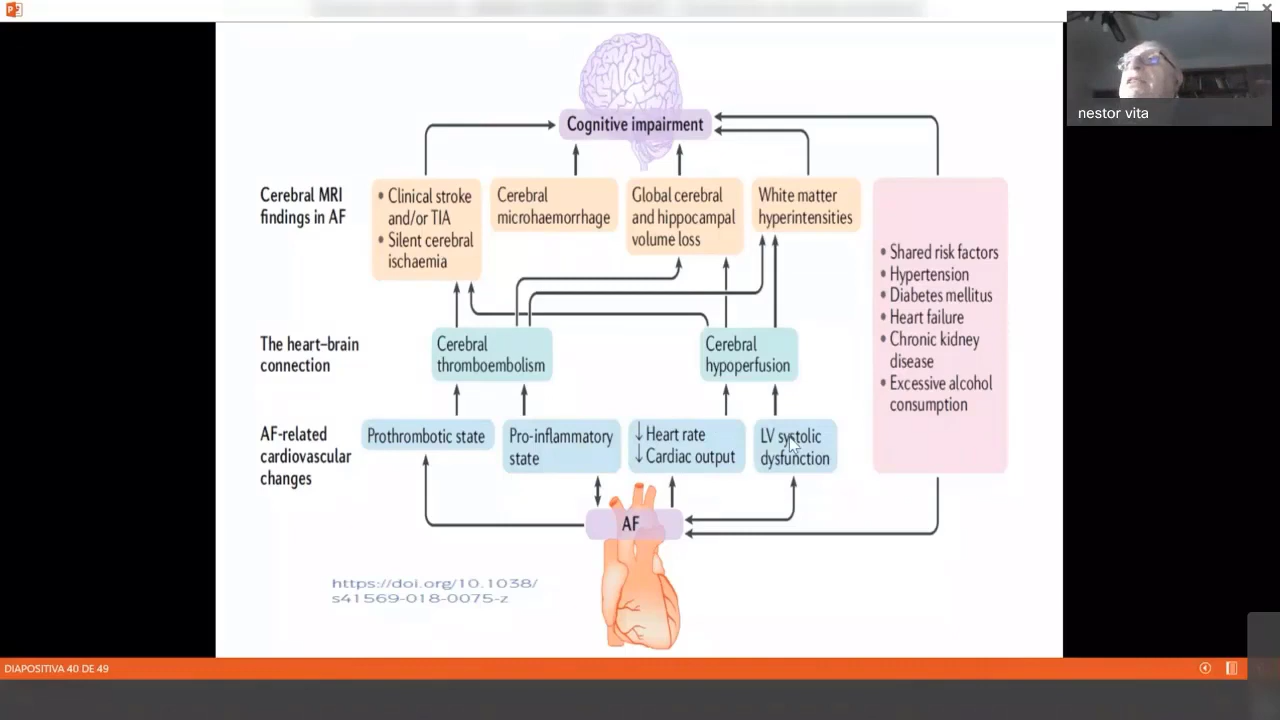 nestor vita
Cognitive impairment
Cerebral MRI
findings in AF
• Clinical stroke
and/or TIA
• Silent cerebral
ischaemia
Cerebral
microhaemorrhage
Global cerebral
and hippocampal
volume loss
White matter
hyperintensities
• Shared risk factors
• Hypertension
• Diabetes mellitus
• Heart failure
• Chronic kidney
disease
• Excessive alcohol
consumption
The heart–brain
connection
Cerebral
thromboembolism
Cerebral
hypoperfusion
AF-related
cardiovascular
changes
Prothrombotic state
Pro-inflammatory
state
↓ Heart rate
↓ Cardiac output
LV systolic
dysfunction
AF
https://doi.org/10.1038/
s41569-018-0075-z
DIAPOSITIVA 40 DE 49